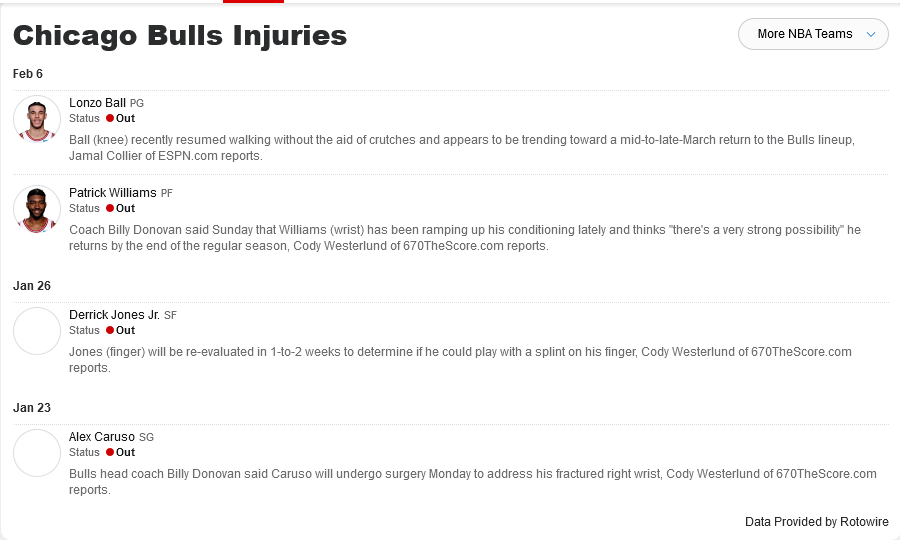 Chicago Bulls Injuries
More NBA Teams
Feb 6
Lonzo Ball PG
Status Out
Ball (knee) recently resumed walking without the aid of crutches and appears to be trending toward a mid-to-late-March return to the Bulls lineup,
Jamal Collier of ESPN.com reports.
Patrick Williams PF
Status Out
Coach Billy Donovan said Sunday that Williams (wrist) has been ramping up his conditioning lately and thinks "there's a very strong possibility" he
returns by the end of the regular season, Cody Westerlund of 670TheScore.com reports.
Jan 26
Derrick Jones Jr. SF
Status Out
Jones (finger) will be re-evaluated in 1-to-2 weeks to determine if he could play with a splint on his finger, Cody Westerlund of 670TheScore.com
reports.
Jan 23
Alex Caruso SG
Status Out
Bulls head coach Billy Donovan said Caruso will undergo surgery Monday to address his fractured right wrist, Cody Westerlund of 670TheScore.com
reports.
Data Provided by Rotowire